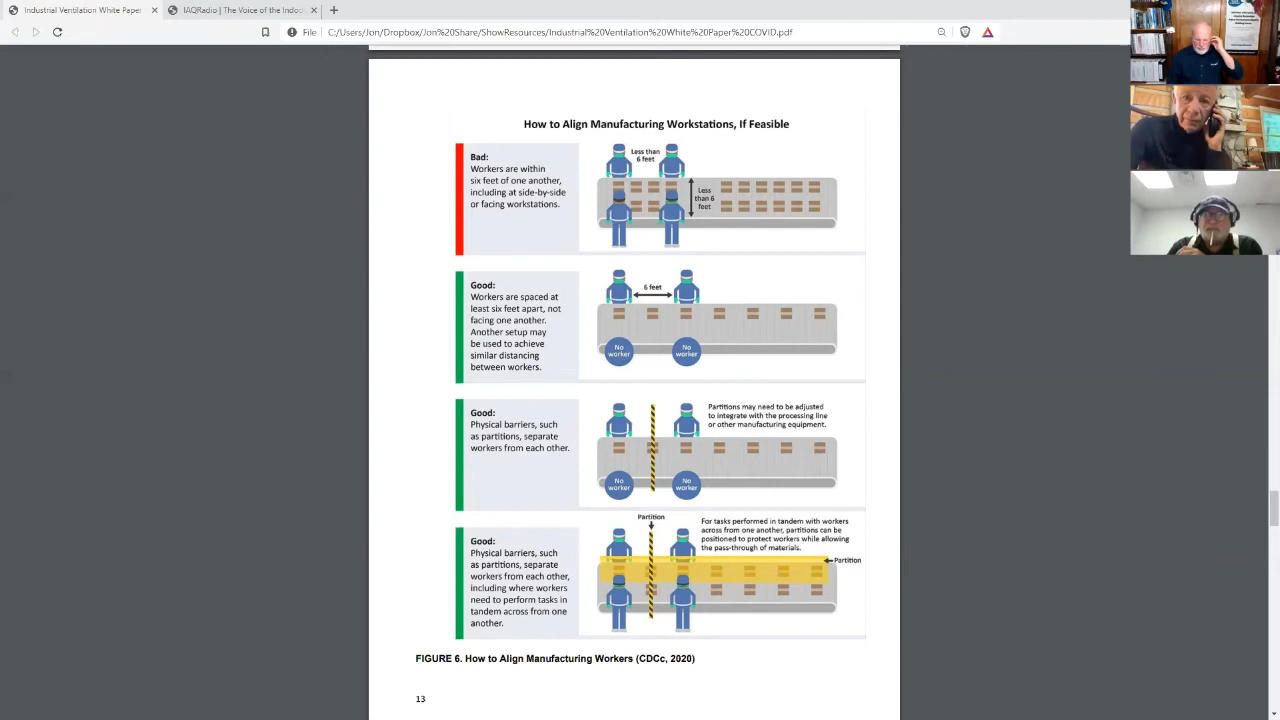 Industrial Ventilation White Paper
IAQRadio | The Voice of the Indoo
File
C:/Users/Jon/Dropbox/Jon%20Share/ShowResources/Industrial%20Ventilation%20White%20Paper%20COVID.pdf
How to Align Manufacturing Workstations, If Feasible
Bad:
Workers are within
six feet of one another,
including at side-by-side
or facing workstations.
Less than
6 feet
Less
than 6
feet
Good:
Workers are spaced at
least six feet apart, not
facing one another.
Another setup may
be used to achieve
similar distancing
between workers.
6 feet
No
worker
No
worker
Good:
Physical barriers, such
as partitions, separate
workers from each other.
Partitions may need to be adjusted
to integrate with the processing line
or other manufacturing equipment.
No
worker
No
worker
Good:
Physical barriers, such
as partitions, separate
workers from each other,
including where workers
need to perform tasks in
tandem across from one
another.
Partition
For tasks performed in tandem with workers
across from one another, partitions can be
positioned to protect workers while allowing
the pass-through of materials.
Partition
FIGURE 6. How to Align Manufacturing Workers (CDCc, 2020)
13